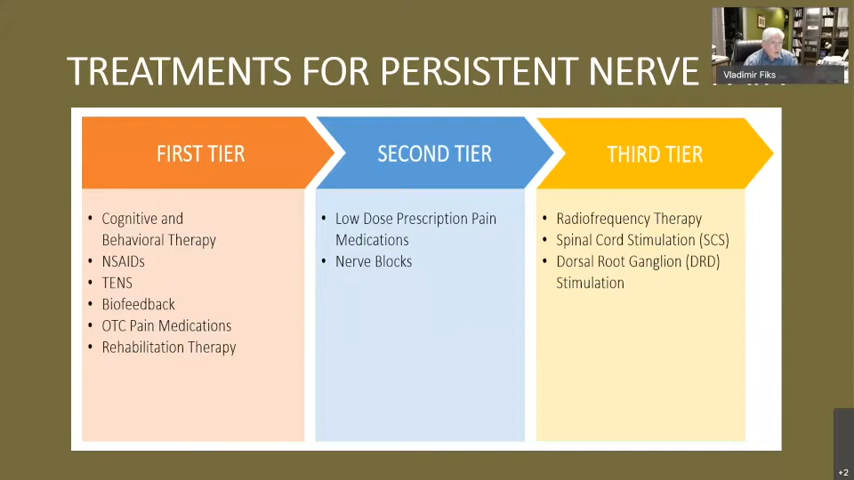 TREATMENTS FOR PERSISTENT NERVE
Vladimir Fiks
FIRST TIER
• Cognitive and
Behavioral Therapy
• NSAIDs
• TENS
• Biofeedback
• OTC Pain Medications
• Rehabilitation Therapy
SECOND TIER
• Low Dose Prescription Pain
Medications
• Nerve Blocks
THIRD TIER
• Radiofrequency Therapy
• Spinal Cord Stimulation (SCS)
• Dorsal Root Ganglion (DRD)
Stimulation
+2